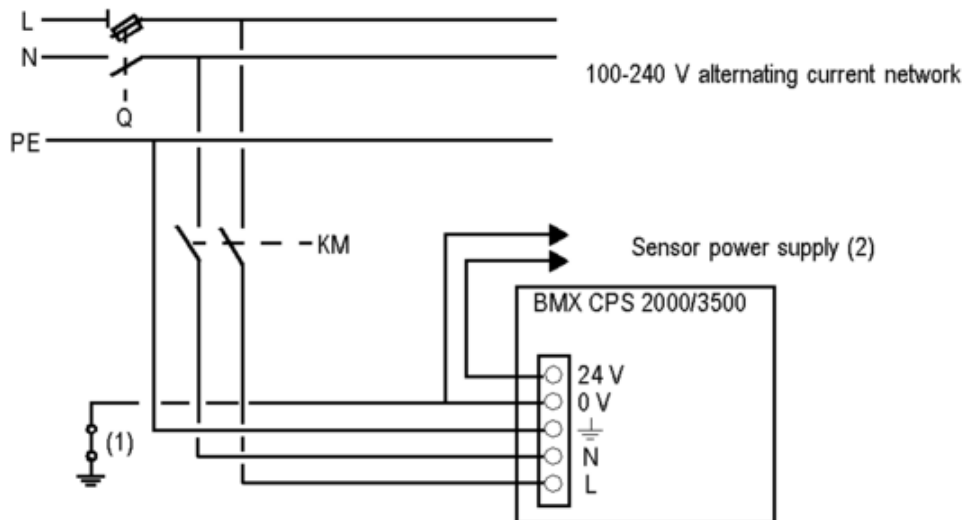 L
N
100-240 V alternating current network
Q
PE
KM
Sensor power supply (2)
BMX CPS 2000/3500
24 V
0 V
(1)
N
L